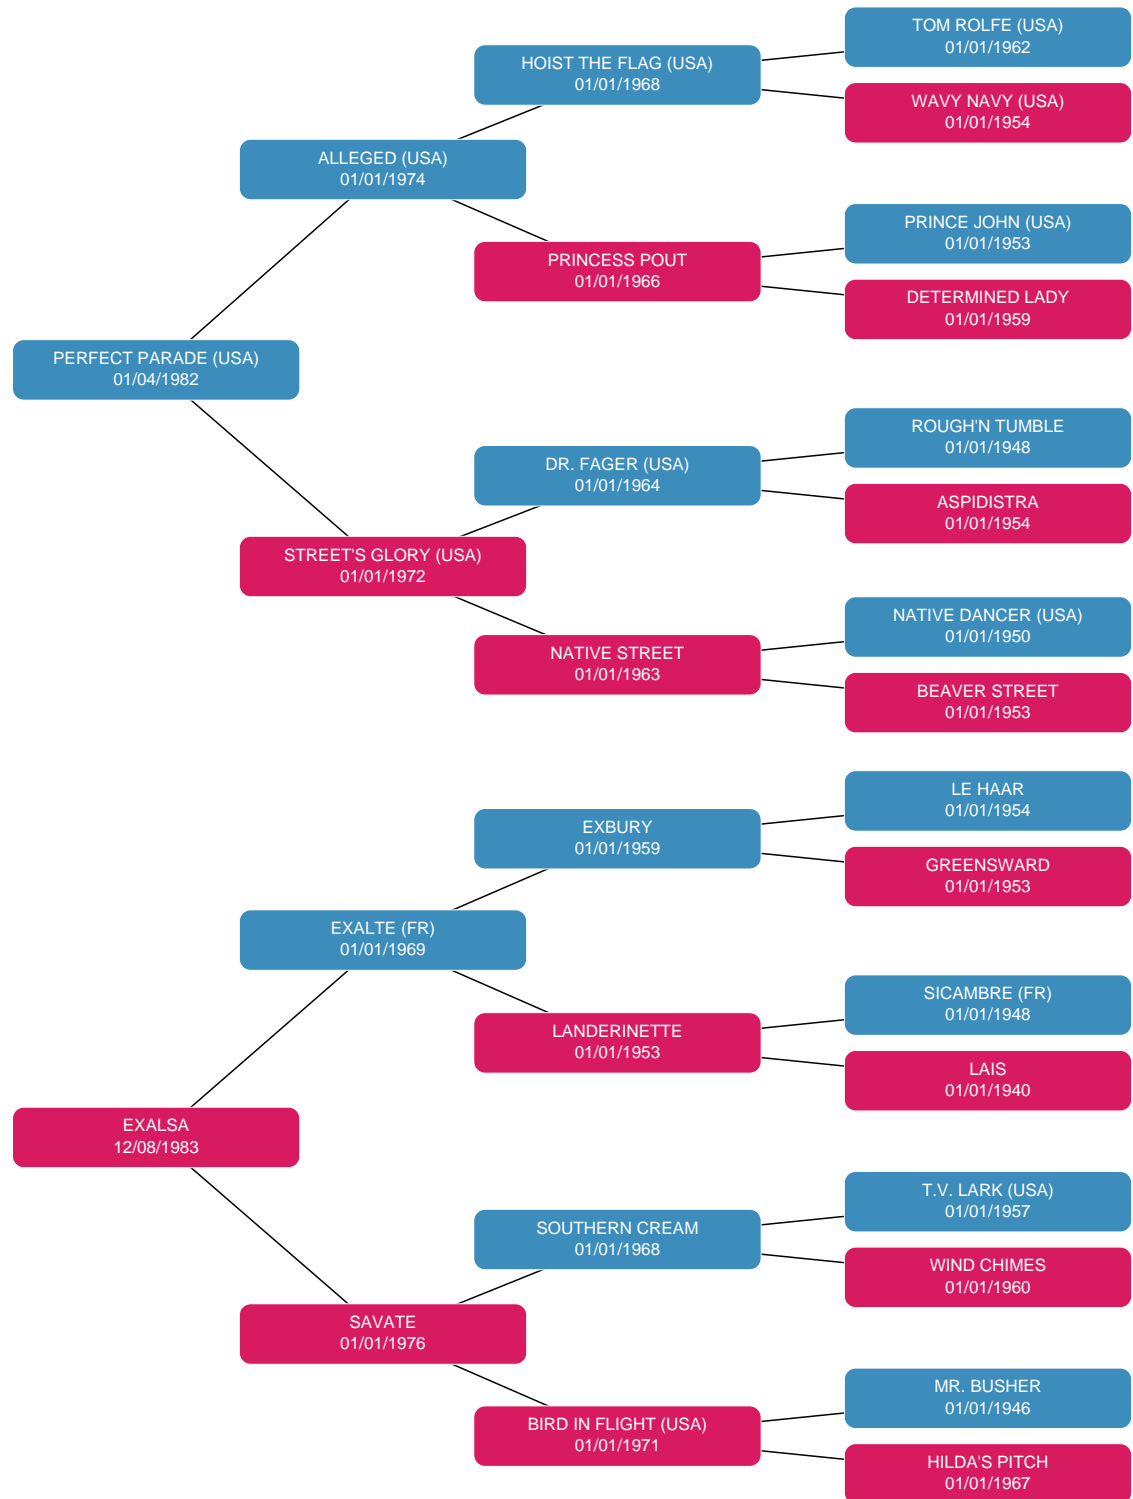 TOM ROLFE (USA)
01/01/1962
HOIST THE FLAG (USA)
01/01/1968
WAVY NAVY (USA)
01/01/1954
ALLEGED (USA)
01/01/1974
PRINCE JOHN (USA)
01/01/1953
PRINCESS POUT
01/01/1966
DETERMINED LADY
01/01/1959
PERFECT PARADE (USA)
01/04/1982
ROUGH'N TUMBLE
01/01/1948
DR. FAGER (USA)
01/01/1964
ASPIDISTRA
01/01/1954
STREET'S GLORY (USA)
01/01/1972
NATIVE DANCER (USA)
01/01/1950
NATIVE STREET
01/01/1963
BEAVER STREET
01/01/1953
LE HAAR
01/01/1954
EXBURY
01/01/1959
GREENSWARD
01/01/1953
EXALTE (FR)
01/01/1969
SICAMBRE (FR)
01/01/1948
LANDERINETTE
01/01/1953
LAIS
01/01/1940
EXALSA
12/08/1983
T.V. LARK (USA)
01/01/1957
SOUTHERN CREAM
01/01/1968
WIND CHIMES
01/01/1960
SAVATE
01/01/1976
MR. BUSHER
01/01/1946
BIRD IN FLIGHT (USA)
01/01/1971
HILDA'S PITCH
01/01/1967